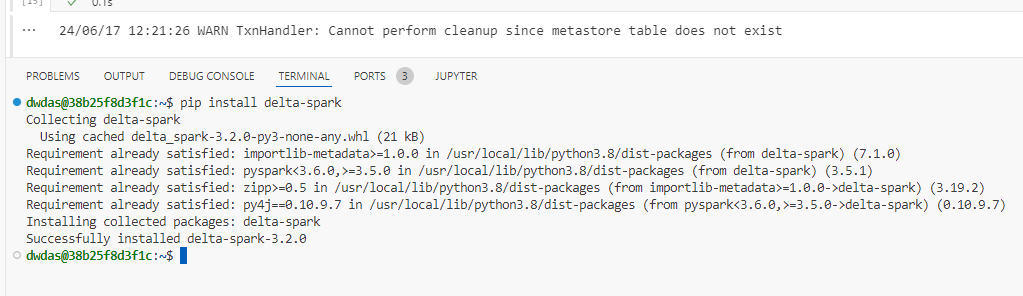 [15]
✓ 0.1s
... 24/06/17 12:21:26 WARN TxnHandler: Cannot perform cleanup since metastore table does not exist
PROBLEMS OUTPUT DEBUG CONSOLE TERMINAL PORTS 3 JUPYTER
dwdas@38b25f8d3f1c:~$ pip install delta-spark
Collecting delta-spark
Using cached delta_spark-3.2.0-py3-none-any.whl (21 kB)
Requirement already satisfied: importlib-metadata>=1.0.0 in /usr/local/lib/python3.8/dist-packages (from delta-spark) (7.1.0)
Requirement already satisfied: pyspark<3.6.0,>=3.5.0 in /usr/local/lib/python3.8/dist-packages (from delta-spark) (3.5.1)
Requirement already satisfied: zipp>=0.5 in /usr/local/lib/python3.8/dist-packages (from importlib-metadata>=1.0.0->delta-spark) (3.19.2)
Requirement already satisfied: py4j==0.10.9.7 in /usr/local/lib/python3.8/dist-packages (from pyspark<3.6.0,>=3.5.0->delta-spark) (0.10.9.7)
Installing collected packages: delta-spark
Successfully installed delta-spark-3.2.0
dwdas@38b25f8d3f1c:~$